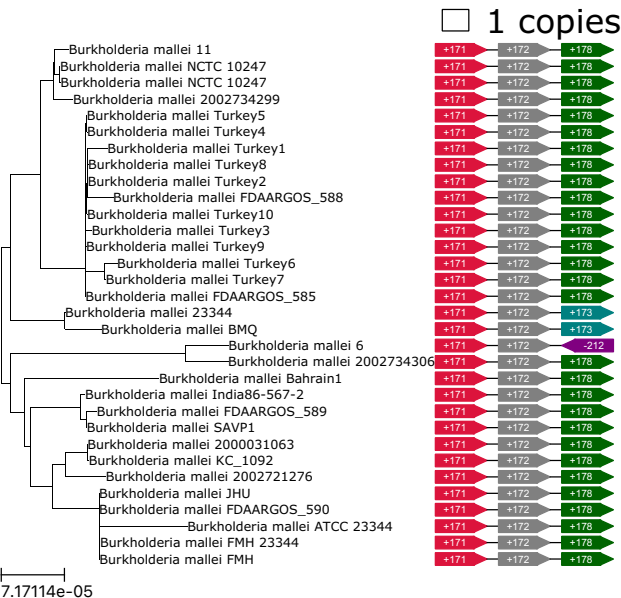 1 copies
Burkholderia mallei 11 +171 +172 +178
Burkholderia mallei NCTC 10247 +171 +172 +178
Burkholderia mallei NCTC 10247 +171 +172 +178
Burkholderia mallei 2002734299 +171 +172 +178
Burkholderia mallei Turkey5 +171 +172 +178
Burkholderia mallei Turkey4 +171 +172 +178
Burkholderia mallei Turkey1 +171 +172 +178
Burkholderia mallei Turkey8 +171 +172 +178
Burkholderia mallei Turkey2 +171 +172 +178
Burkholderia mallei FDAARGOS_588 +171 +172 +178
Burkholderia mallei Turkey10 +171 +172 +178
Burkholderia mallei Turkey3 +171 +172 +178
Burkholderia mallei Turkey9 +171 +172 +178
Burkholderia mallei Turkey6 +171 +172 +178
Burkholderia mallei Turkey7 +171 +172 +178
Burkholderia mallei FDAARGOS_585 +171 +172 +178
Burkholderia mallei 23344 +171 +172 +173
Burkholderia mallei BMQ +171 +172 +173
Burkholderia mallei 6 +171 +172 -212
Burkholderia mallei 2002734306 +171 +172 +178
Burkholderia mallei Bahrain1 +171 +172 +178
Burkholderia mallei India86-567-2 +171 +172 +178
Burkholderia mallei FDAARGOS_589 +171 +172 +178
Burkholderia mallei SAVP1 +171 +172 +178
Burkholderia mallei 2000031063 +171 +172 +178
Burkholderia mallei KC_1092 +171 +172 +178
Burkholderia mallei 2002721276 +171 +172 +178
Burkholderia mallei JHU +171 +172 +178
Burkholderia mallei FDAARGOS_590 +171 +172 +178
Burkholderia mallei ATCC 23344 +171 +172 +178
Burkholderia mallei FMH 23344 +171 +172 +178
Burkholderia mallei FMH +171 +172 +178
7.17114e-05